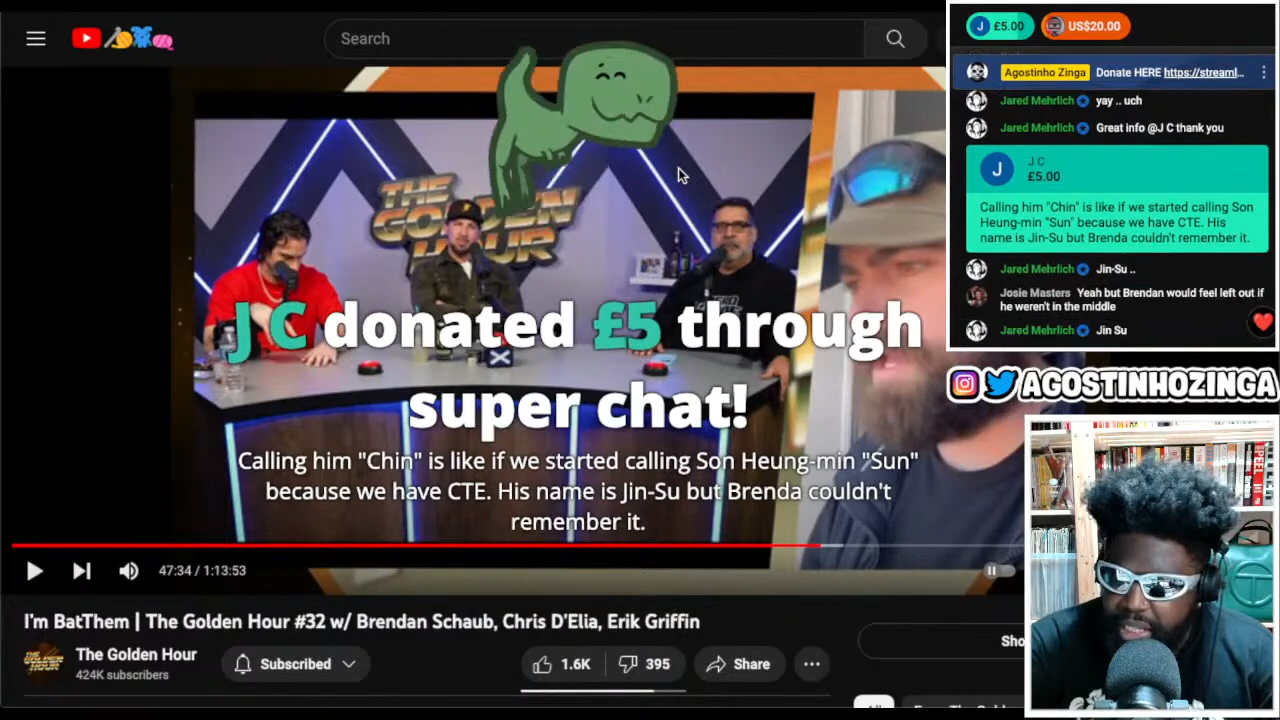 Search
THE
GOLDEN
HOUR
J C donated £5 through
super chat!
Calling him "Chin" is like if we started calling Son Heung-min "Sun"
because we have CTE. His name is Jin-Su but Brenda couldn't
remember it.
47:34 / 1:13:53
I'm BatThem | The Golden Hour #32 w/ Brendan Schaub, Chris D'Elia, Erik Griffin
The Golden Hour
424K subscribers
Subscribed
1.6K
395
Share
Sho
All
J £5.00
US$20.00
Agostinho Zinga Donate HERE https://streaml...
Jared Mehrlich yay .. uch
Jared Mehrlich Great info @J C thank you
J
J C
£5.00
Calling him "Chin" is like if we started calling Son
Heung-min "Sun" because we have CTE. His
name is Jin-Su but Brenda couldn't remember it.
Jared Mehrlich Jin-Su ..
Josie Masters Yeah but Brendan would feel left out if
he weren't in the middle
Jared Mehrlich Jin Su
AGOSTINHOZINGA